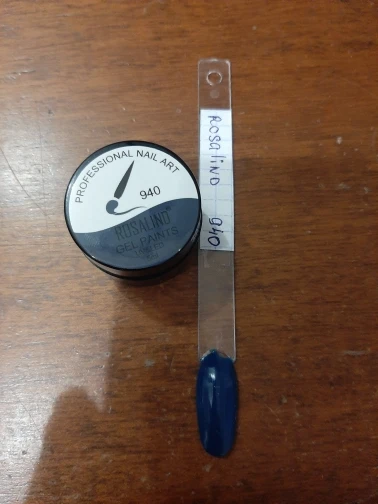 PROFESSIONAL NAIL ART
940
ROSALIND
GEL PAINTS
ROSALIND 940